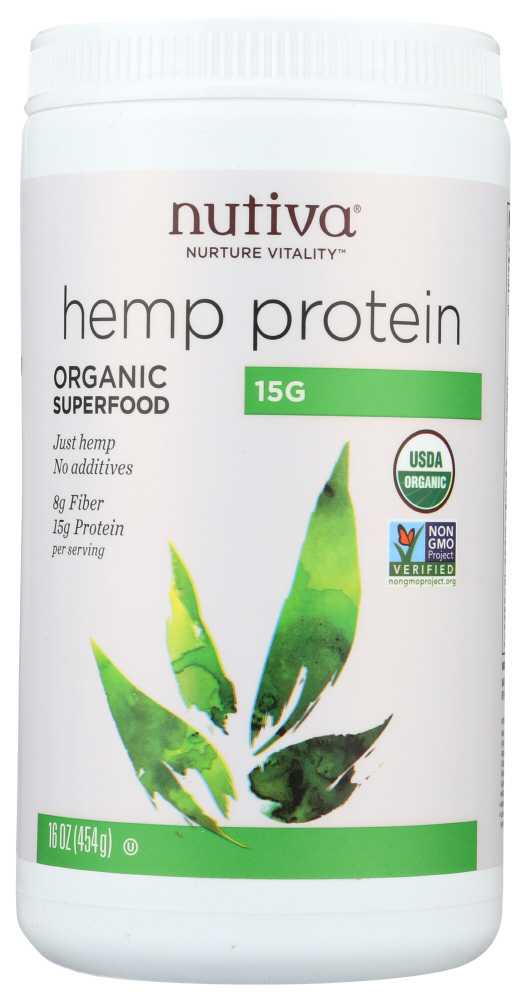 nutiva®
NURTURE VITALITY™
hemp protein
ORGANIC
SUPERFOOD
15G
Just hemp
No additives
8g Fiber
15g Protein
per serving
USDA
ORGANIC
NON
GMO
Project
VERIFIED
nongmoproject.org
16 OZ (454g) U